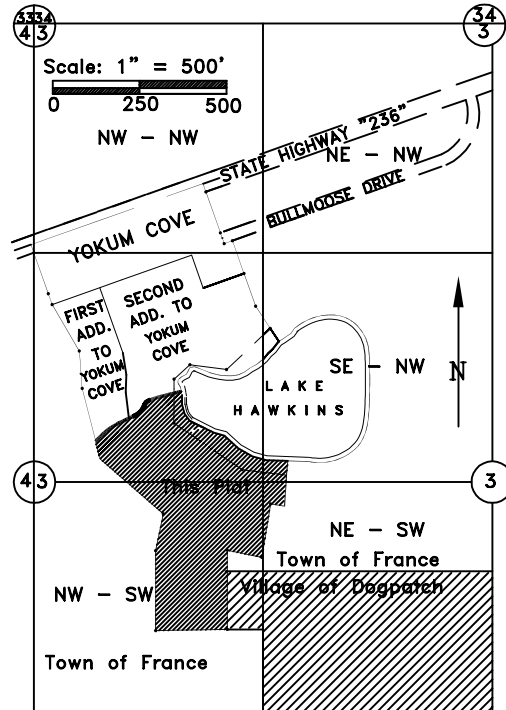 33 34
4 3
34
3
Scale: 1" = 500'
0 250 500
NW - NW
STATE HIGHWAY "236"
NE - NW
BULLMOOSE DRIVE
YOKUM COVE
FIRST
ADD.
TO
YOKUM
COVE
SECOND
ADD. TO
YOKUM
COVE
SE - NW
N
LAKE
HAWKINS
4 3
This Plat
3
NE - SW
Town of France
Village of Dogpatch
NW - SW
Town of France